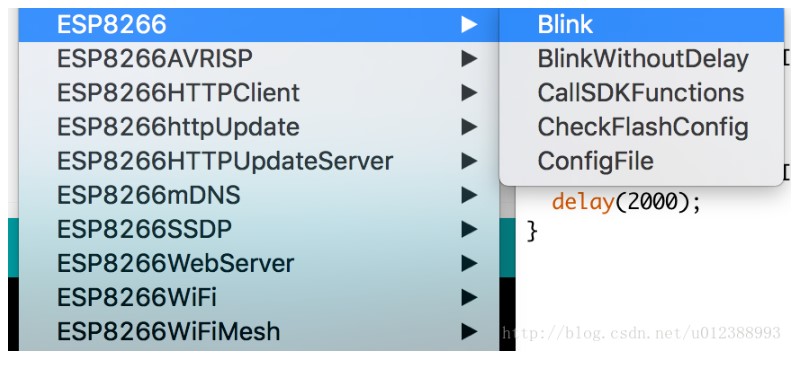 ESP8266
ESP8266AVRISP
ESP8266HTTPClient
ESP8266httpUpdate
ESP8266HTTPUpdateServer
ESP8266mDNS
ESP8266SSDP
ESP8266WebServer
ESP8266WiFi
ESP8266WiFiMesh
Blink
BlinkWithoutDelay
CallSDKFunctions
CheckFlashConfig
ConfigFile
delay(2000);
}
http://blog.csdn.net/u012388993